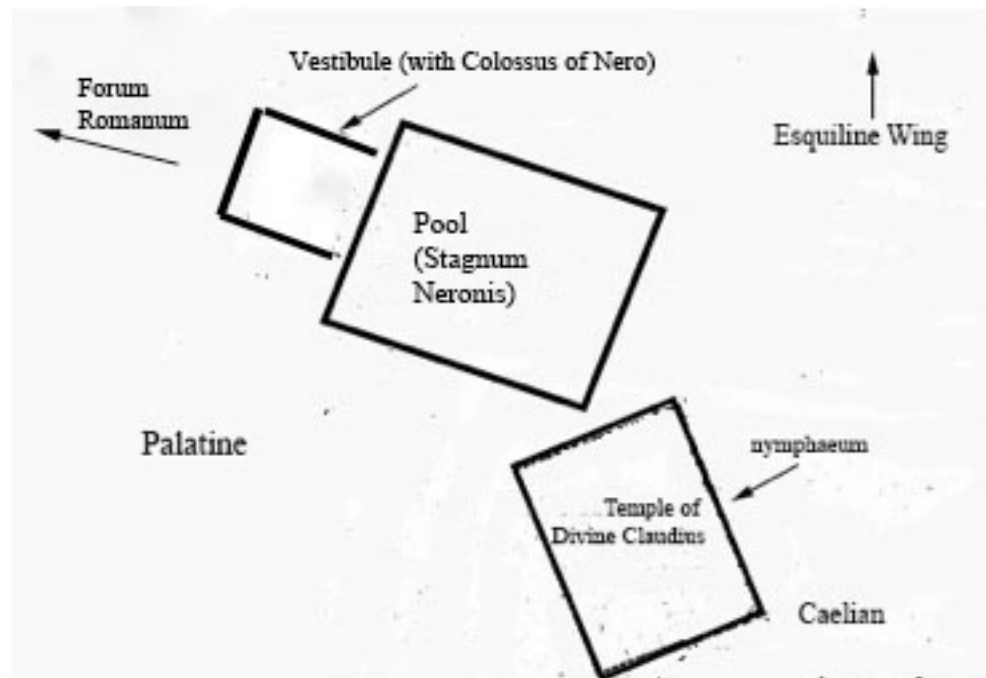 Vestibule (with Colossus of Nero)
Forum
Romanum
Esquiline Wing
Pool
(Stagnum
Neronis)
Palatine
nymphaeum
Temple of
Divine Claudius
Caelian